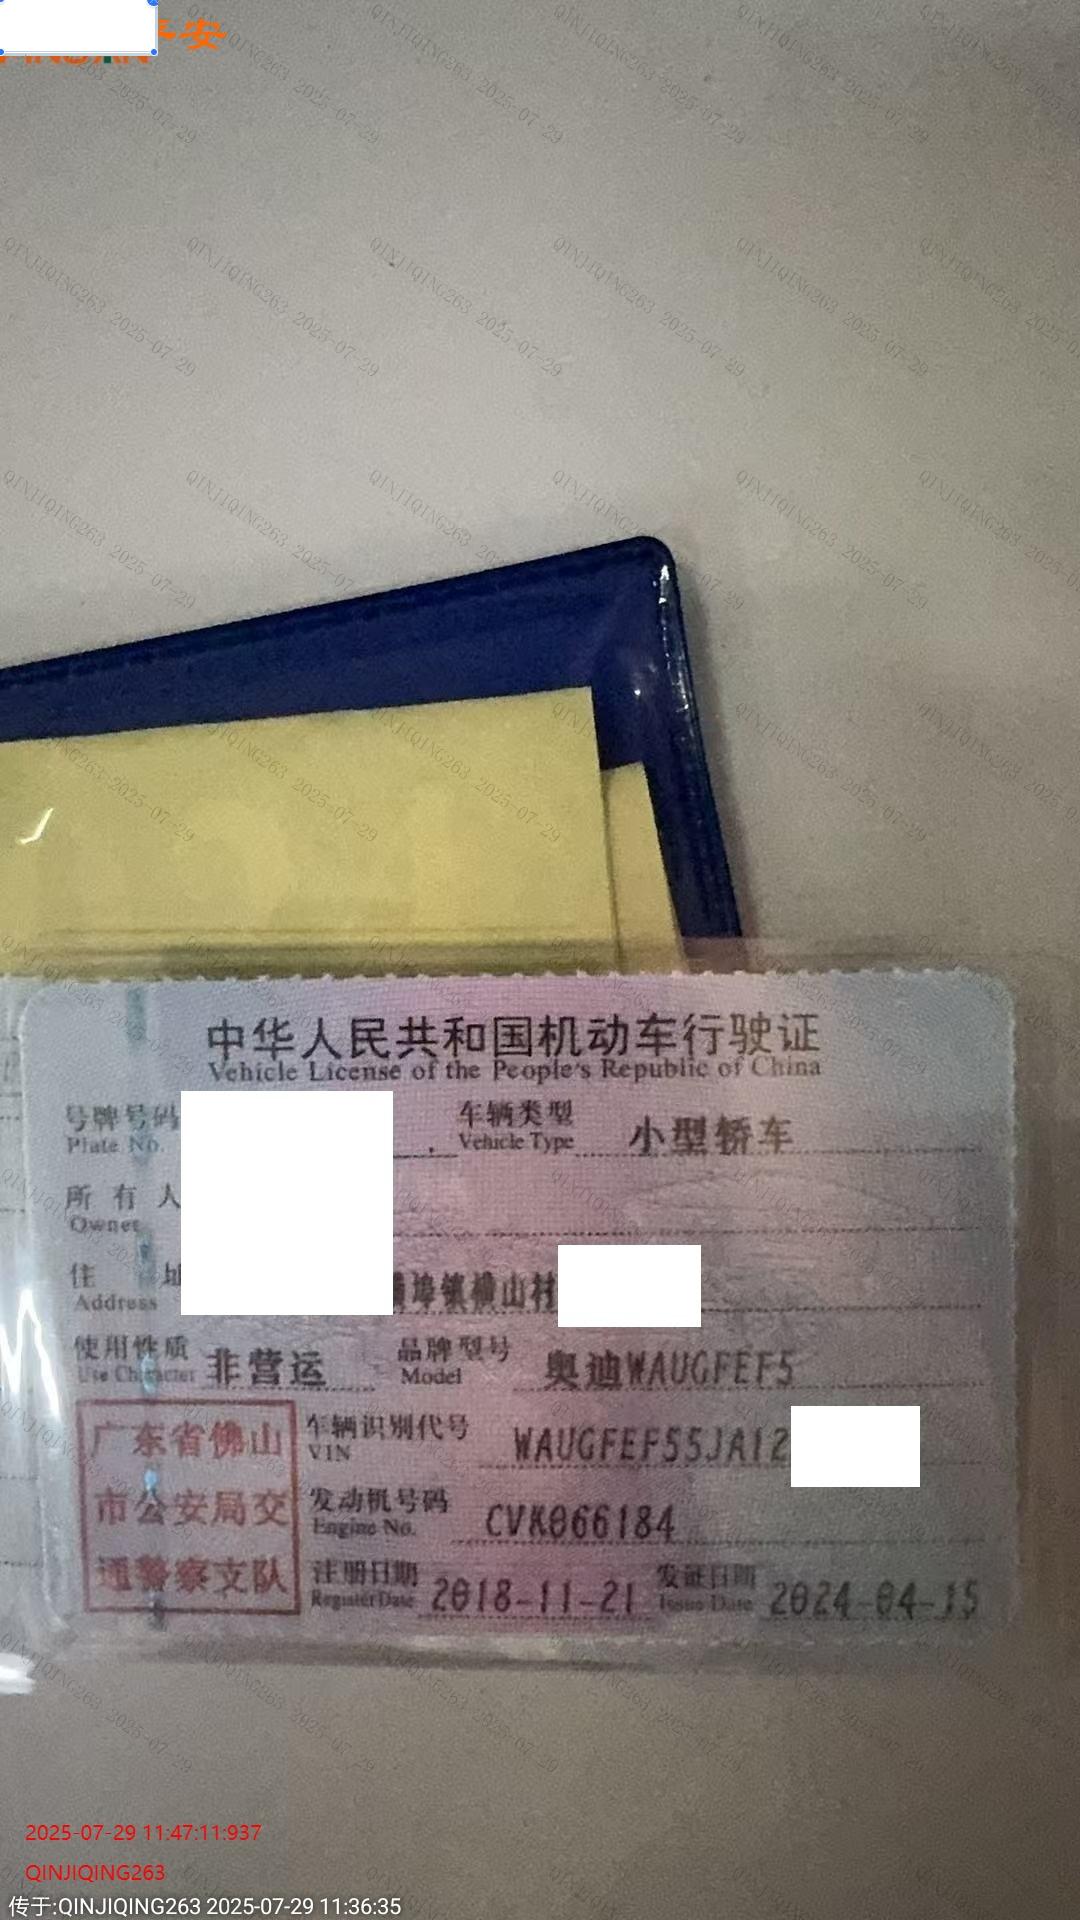 平安
中华人民共和国机动车行驶证
Vehicle License of the People's Republic of China
号牌号码 车辆类型 小型轿车
Plate No. Vehicle Type
所有人
Owner
住址 埠镇横山村
Address
使用性质 非营运 品牌型号 奥迪WAUGFEF5
Use Character Model
广东省佛山
市公安局交
通警察支队
车辆识别代号 WAUGFEF55JA12
VIN
发动机号码 CVK066184
Engine No.
注册日期 2018-11-21 发证日期 2024-04-15
Register Date Issue Date
2025-07-29 11:47:11:937
QINJIQING263
传于:QINJIQING263 2025-07-29 11:36:35
QINJIQING263 2025-07-29